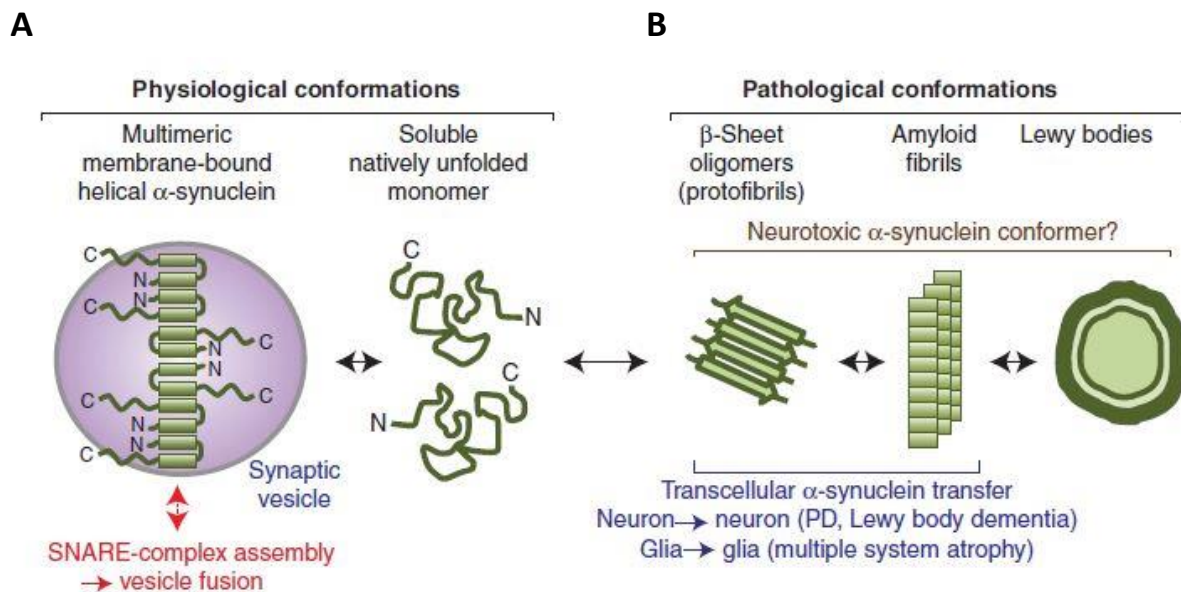 A
B
Physiological conformations
Pathological conformations
Multimeric
membrane-bound
helical α-synuclein
Soluble
natively unfolded
monomer
β-Sheet
oligomers
(protofibrils)
Amyloid
fibrils
Lewy bodies
Neurotoxic α-synuclein conformer?
C
N
N
C
C
N
N
C
C
N
N
C
C
N
C
N
Synaptic
vesicle
SNARE-complex assembly
→ vesicle fusion
Transcellular α-synuclein transfer
Neuron→ neuron (PD, Lewy body dementia)
Glia→ glia (multiple system atrophy)